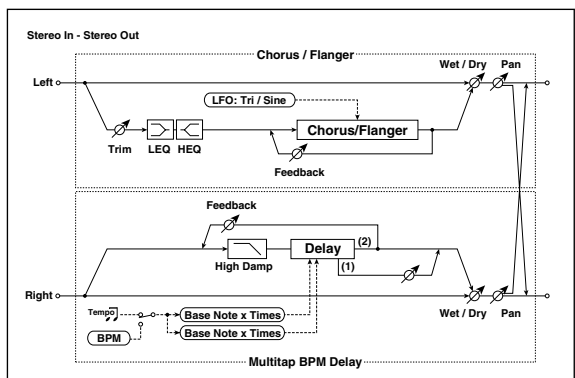 Stereo In - Stereo Out
Chorus / Flanger
Wet / Dry Pan
Left
LFO: Tri / Sine
Chorus/Flanger
Trim LEQ HEQ
Feedback
Feedback
Delay (2)
High Damp
(1)
Right
Tempo
Base Note x Times
Wet / Dry Pan
BPM
Base Note x Times
Multitap BPM Delay